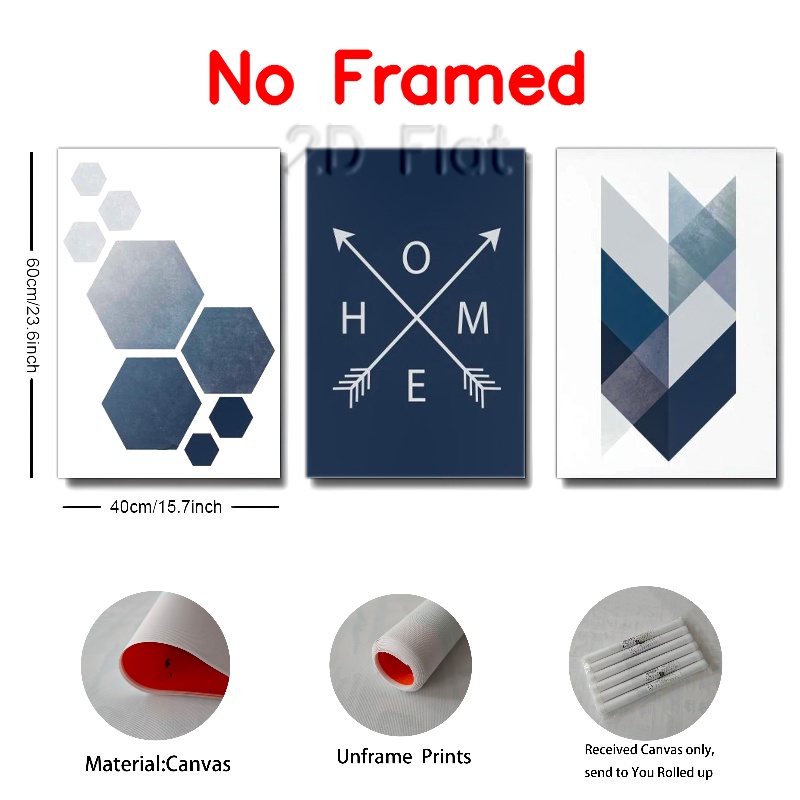 No Framed
2D Flat
60cm/23.6inch
O
H M
E
40cm/15.7inch
Material:Canvas
Unframe Prints
Received Canvas only,
send to You Rolled up